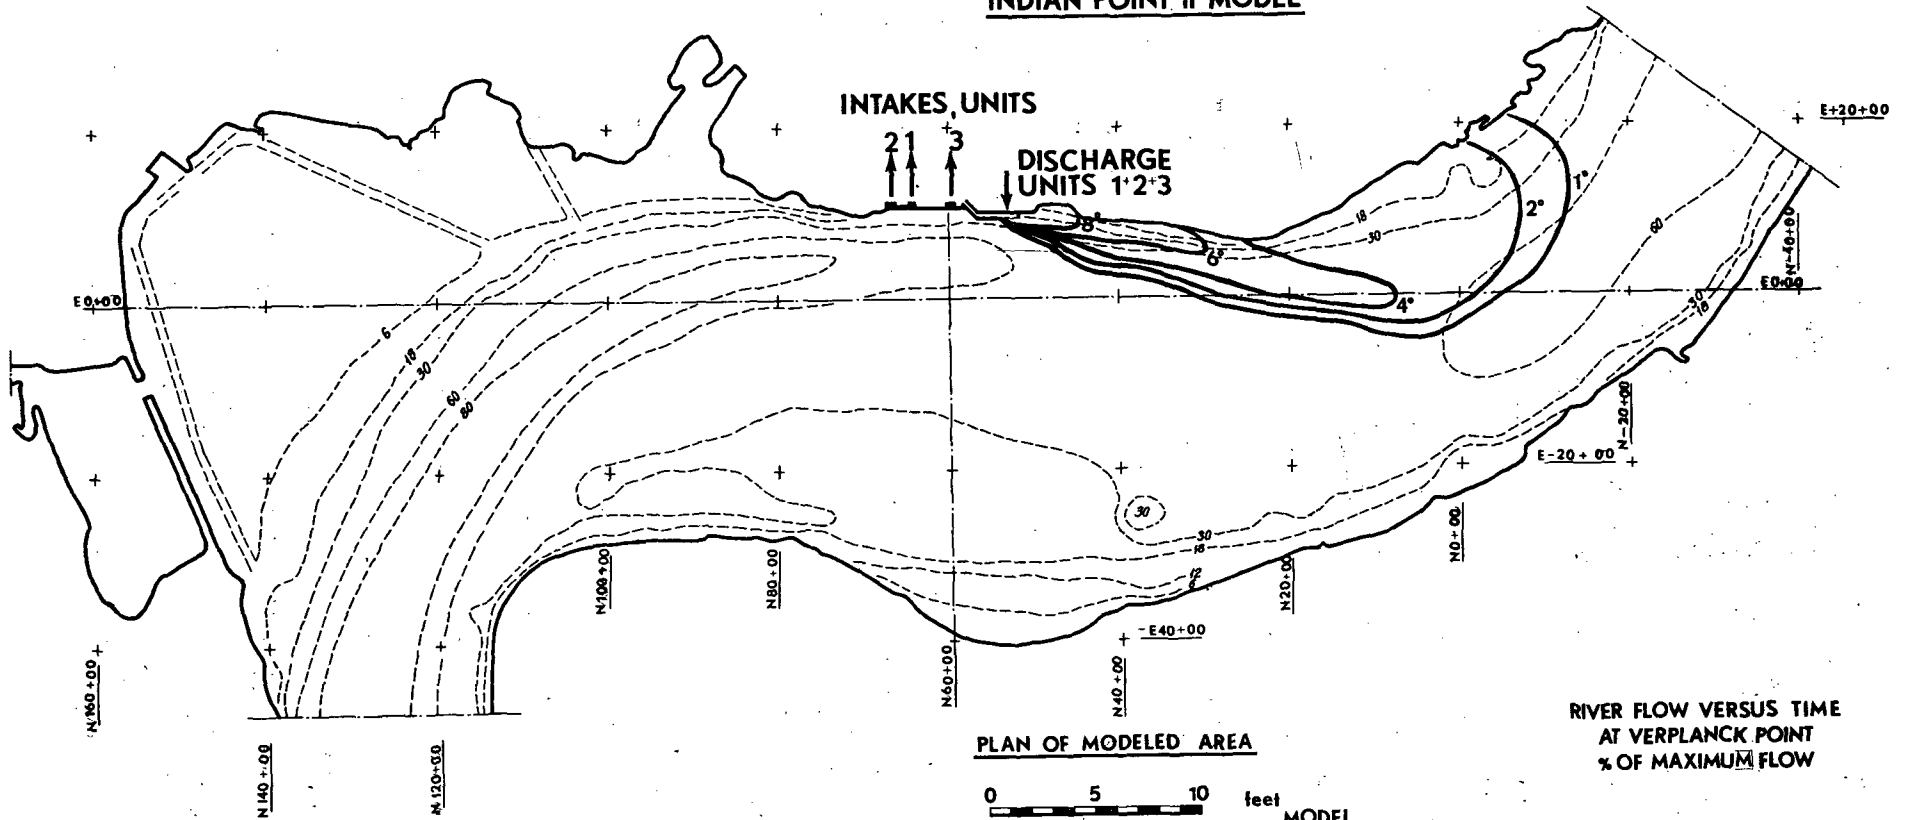 INDIAN POINT II MODEL
INTAKES, UNITS
2 1 3
DISCHARGE
UNITS 1+2+3
E+20+00
8°
6°
4°
2°
1°
18
30
60
N-40+00
E0+00
E0+00
30
18
6
18
30
60
80
N-20+00
E-20+00
30
30
18
12
6
N0+00
N20+00
N100+00
N80+00
-E40+00
N60+00
N40+00
N160+00
N140+00
N120+00
PLAN OF MODELED AREA
0 5 10 feet
MODEL
RIVER FLOW VERSUS TIME
AT VERPLANCK POINT
% OF MAXIMUM FLOW